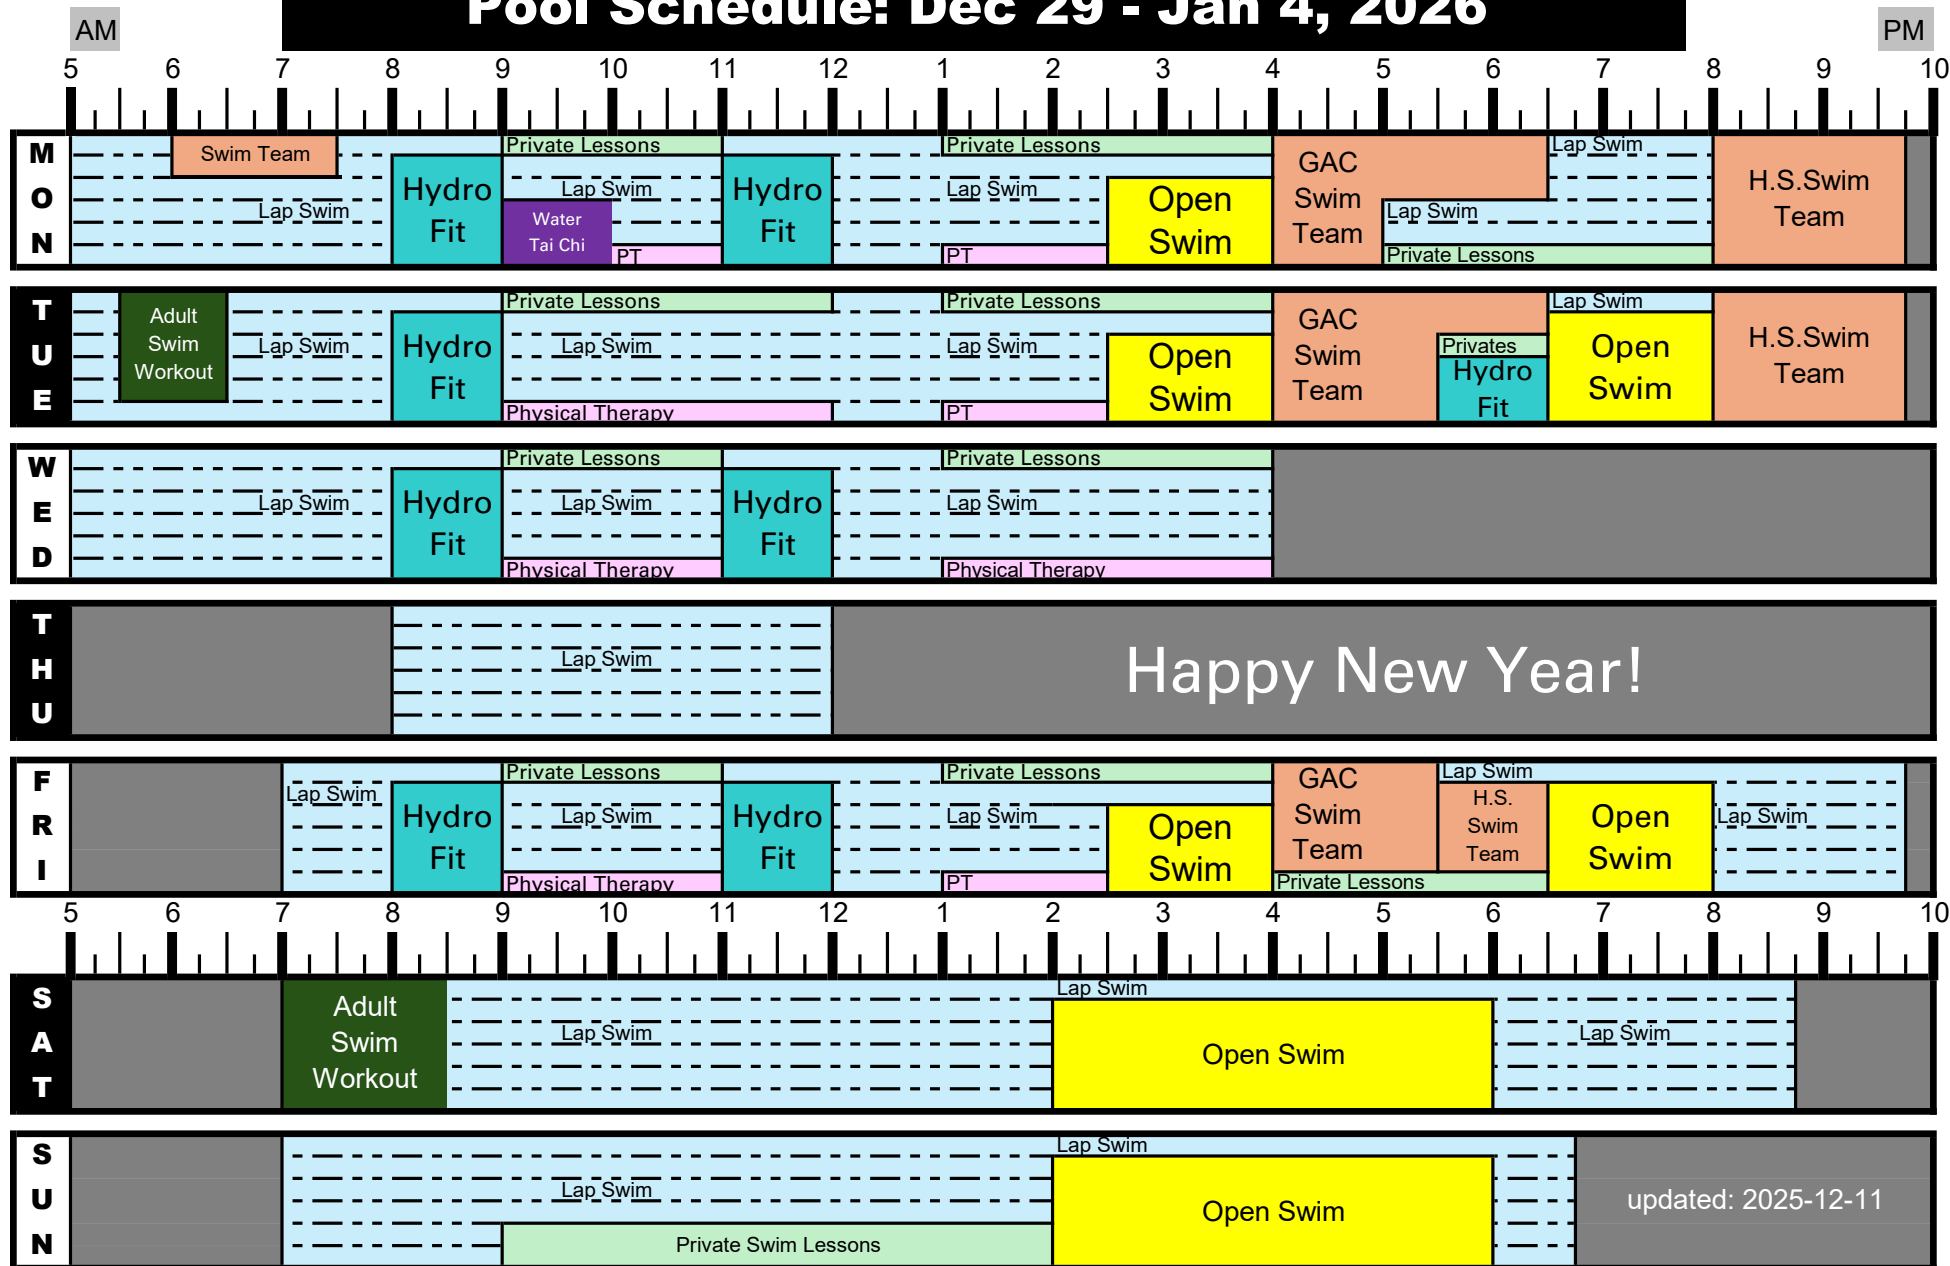 Pool Schedule: Dec 29 - Jan 4, 2026
AM
PM
5 6 7 8 9 10 11 12 1 2 3 4 5 6 7 8 9 10
MON
Swim Team
Lap Swim
Hydro
Fit
Private Lessons
Lap Swim
Water
Tai Chi
PT
Hydro
Fit
Private Lessons
Lap Swim
PT
Open
Swim
GAC
Swim
Team
Lap Swim
Lap Swim
Private Lessons
H.S.Swim
Team
TUE
Adult
Swim
Workout
Lap Swim
Hydro
Fit
Private Lessons
Lap Swim
Physical Therapy
Private Lessons
Lap Swim
PT
Open
Swim
GAC
Swim
Team
Privates
Hydro
Fit
Lap Swim
Open
Swim
H.S.Swim
Team
WED
Lap Swim
Hydro
Fit
Private Lessons
Lap Swim
Physical Therapy
Hydro
Fit
Private Lessons
Lap Swim
Physical Therapy
THU
Lap Swim
Happy New Year!
FRI
Lap Swim
Hydro
Fit
Private Lessons
Lap Swim
Physical Therapy
Hydro
Fit
Private Lessons
Lap Swim
PT
Open
Swim
GAC
Swim
Team
Private Lessons
Lap Swim
H.S.
Swim
Team
Open
Swim
Lap Swim
5 6 7 8 9 10 11 12 1 2 3 4 5 6 7 8 9 10
SAT
Adult
Swim
Workout
Lap Swim
Lap Swim
Open Swim
Lap Swim
SUN
Lap Swim
Private Swim Lessons
Lap Swim
Open Swim
updated: 2025-12-11